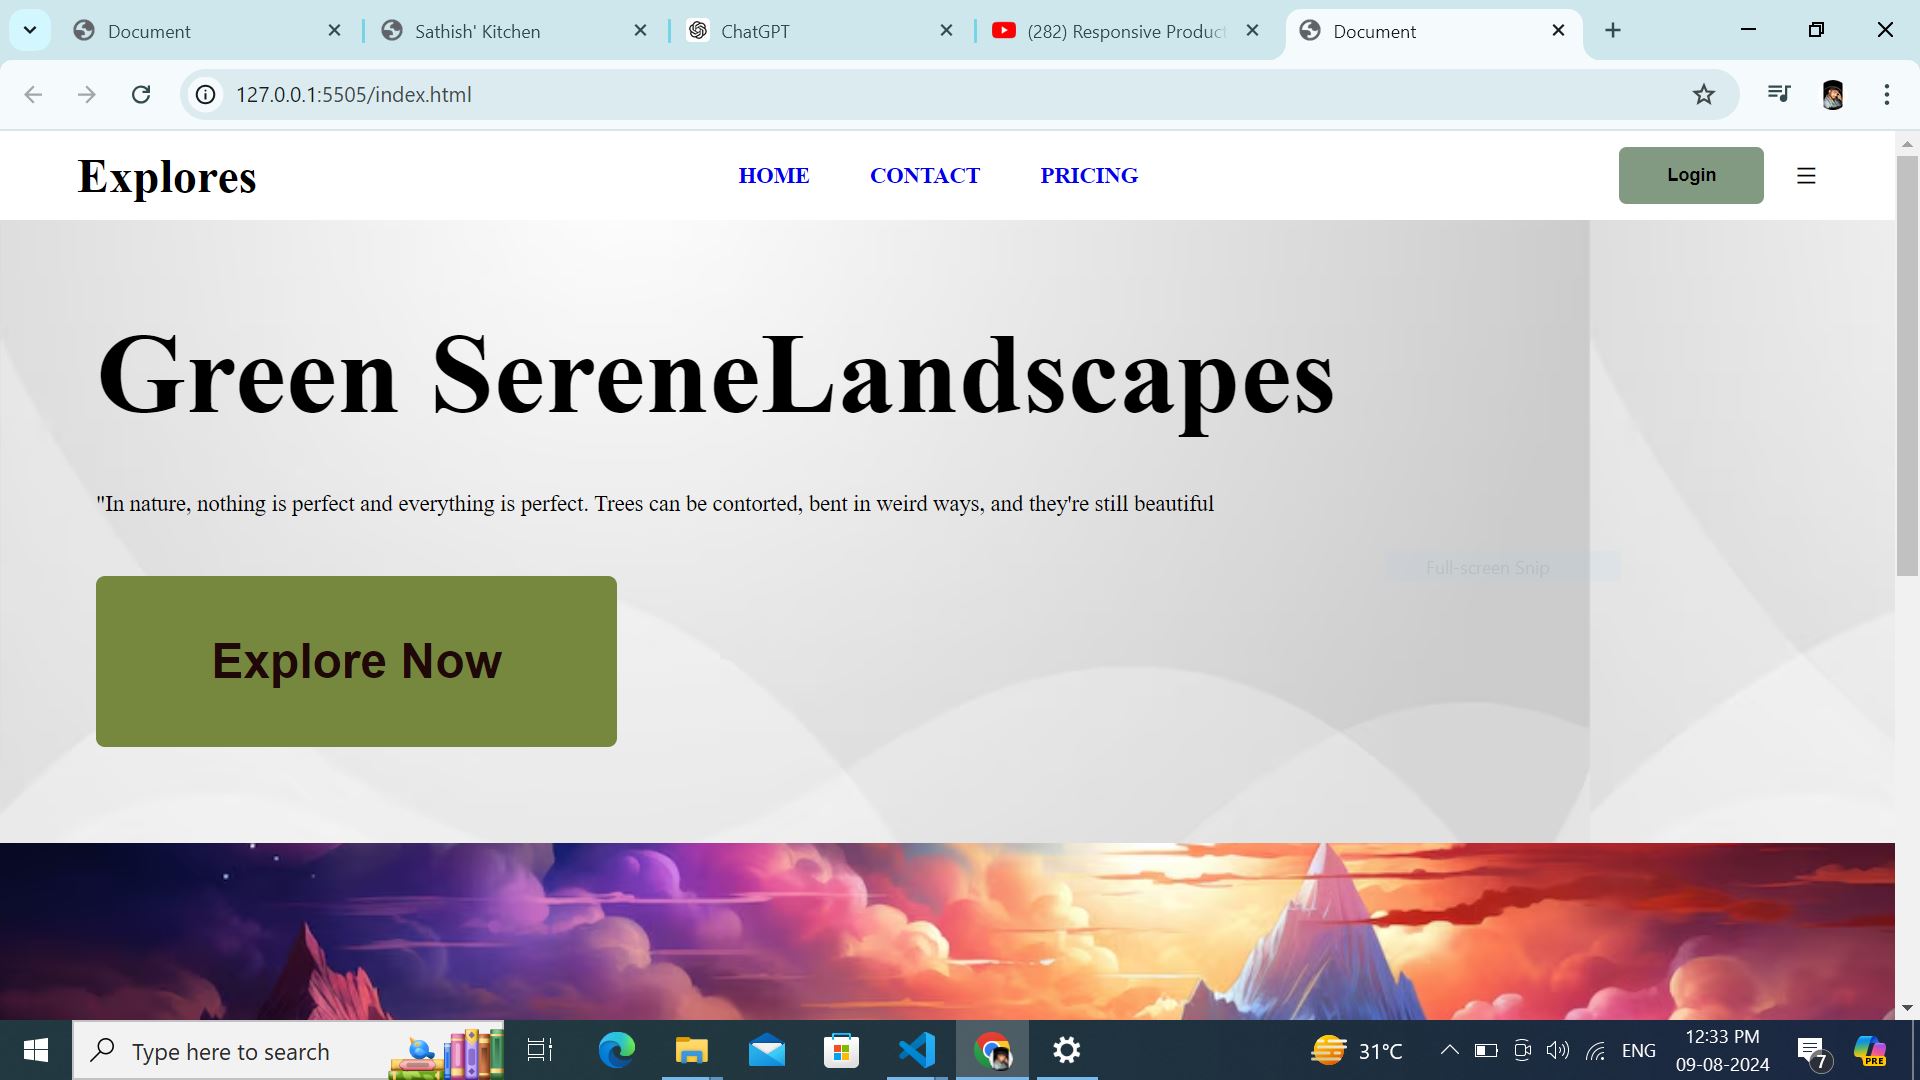 Document
Sathish' Kitchen
ChatGPT
(282) Responsive Product
Document
127.0.0.1:5505/index.html
Explores
HOME CONTACT PRICING
Login
Green SereneLandscapes
"In nature, nothing is perfect and everything is perfect. Trees can be contorted, bent in weird ways, and they're still beautiful
Full-screen Snip
Explore Now
Type here to search
31°C
ENG
12:33 PM
09-08-2024
7
PRE